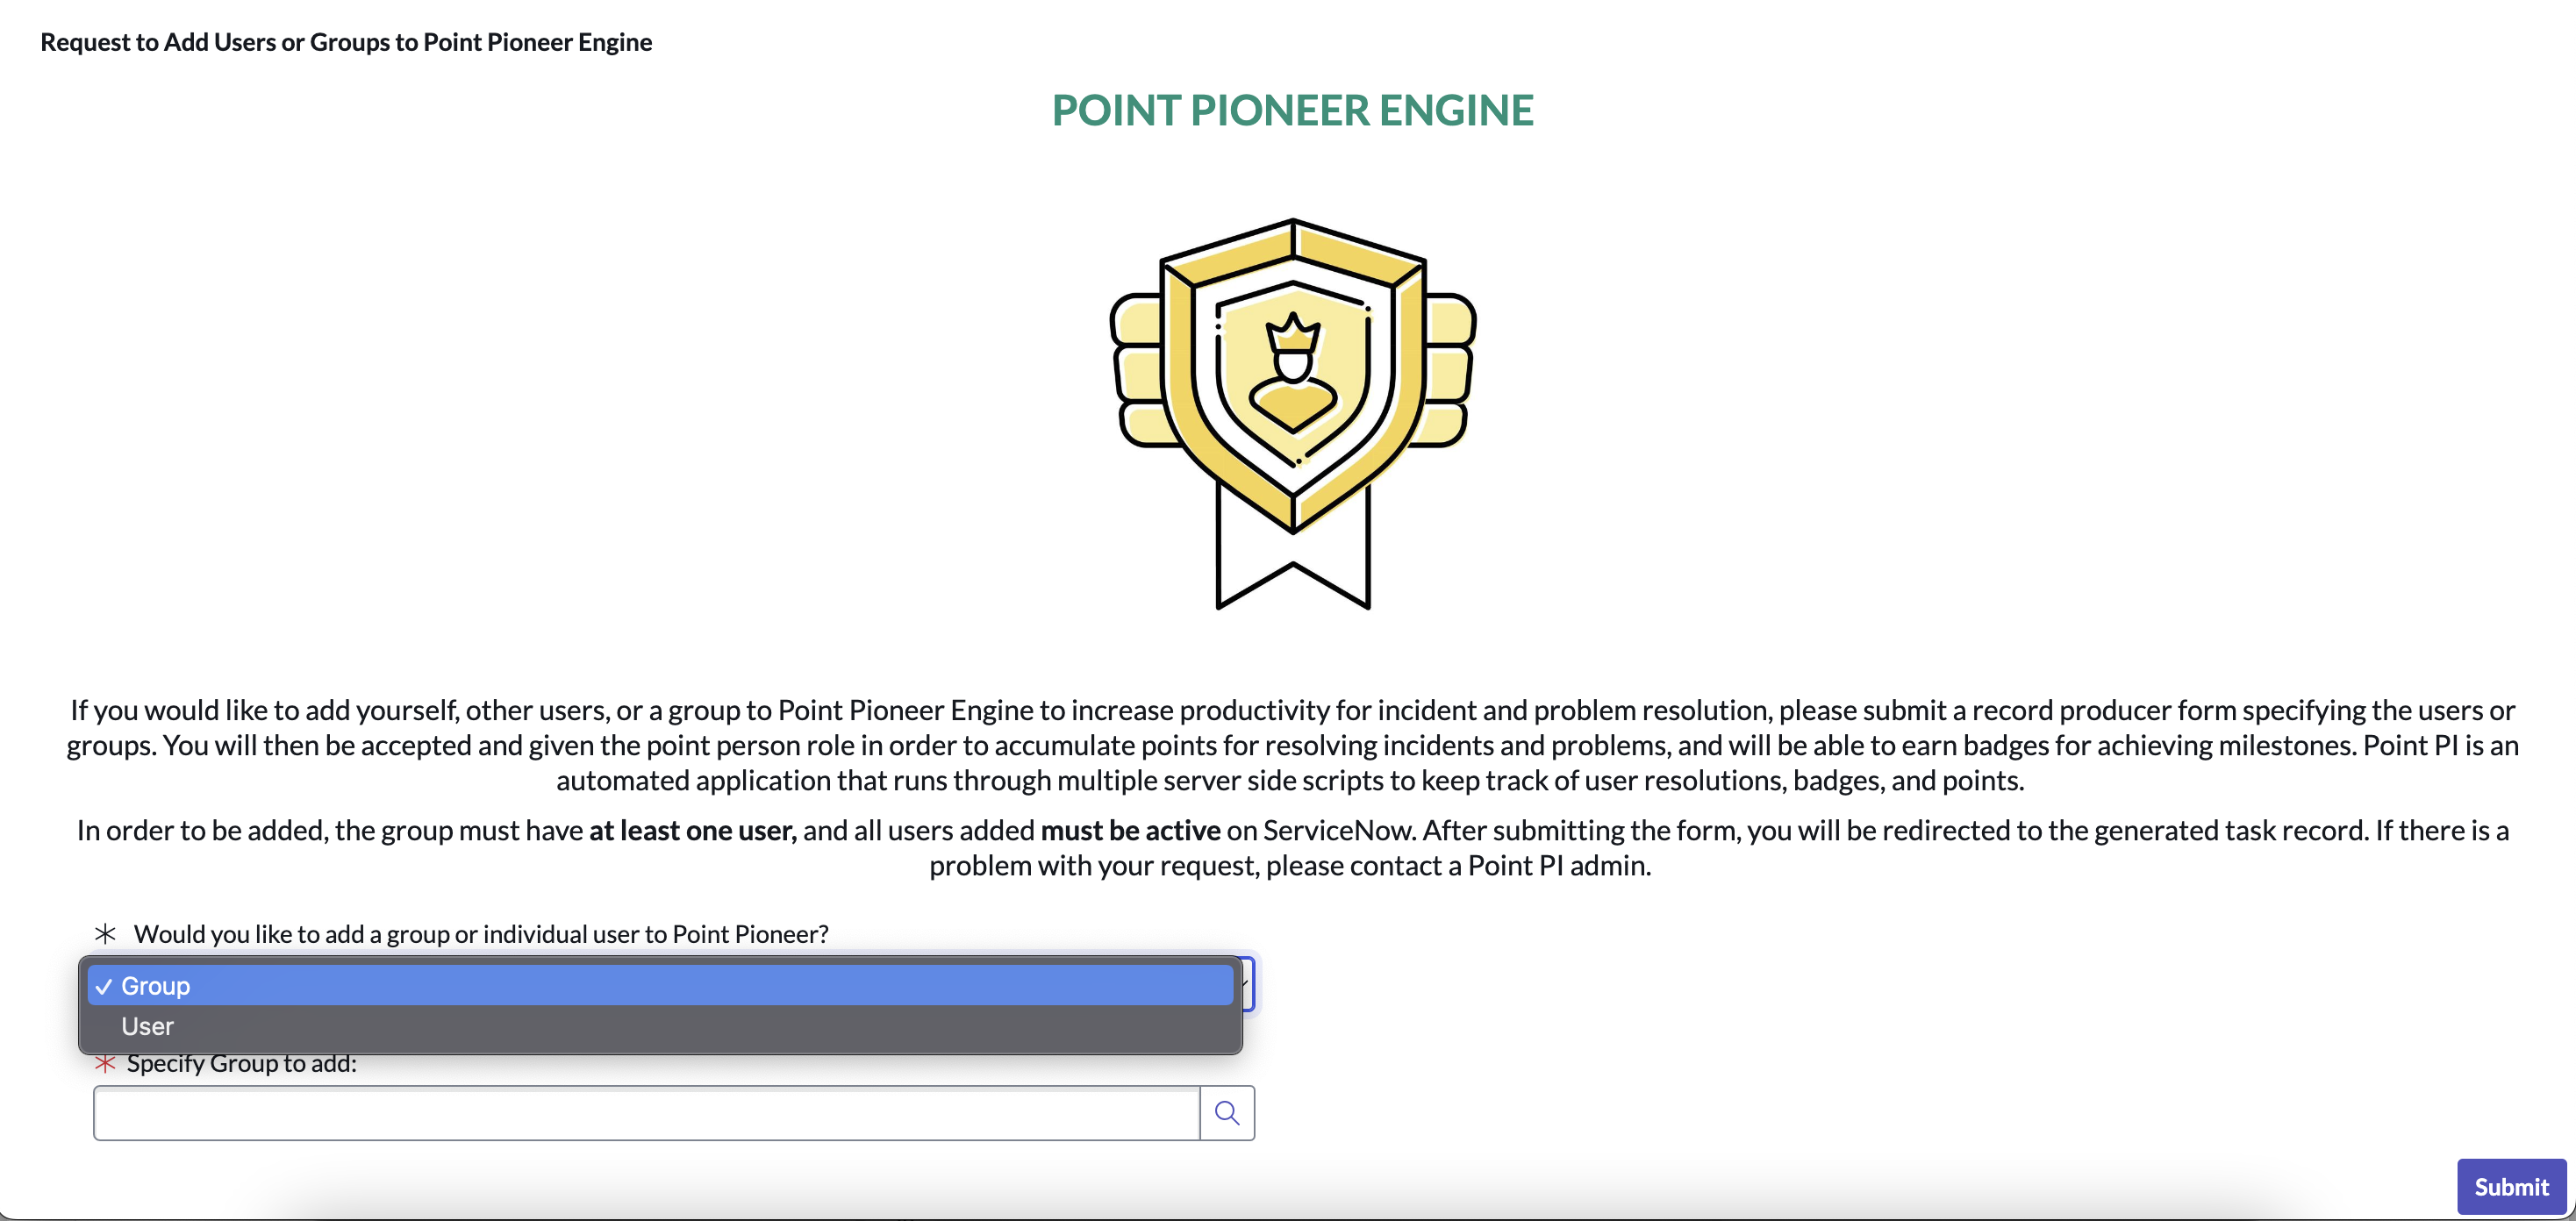 Request to Add Users or Groups to Point Pioneer Engine
POINT PIONEER ENGINE
If you would like to add yourself, other users, or a group to Point Pioneer Engine to increase productivity for incident and problem resolution, please submit a record producer form specifying the users or
groups. You will then be accepted and given the point person role in order to accumulate points for resolving incidents and problems, and will be able to earn badges for achieving milestones. Point PI is an
automated application that runs through multiple server side scripts to keep track of user resolutions, badges, and points.
In order to be added, the group must have at least one user, and all users added must be active on ServiceNow. After submitting the form, you will be redirected to the generated task record. If there is a
problem with your request, please contact a Point PI admin.
* Would you like to add a group or individual user to Point Pioneer?
✓ Group
User
* Specify Group to add:
Submit